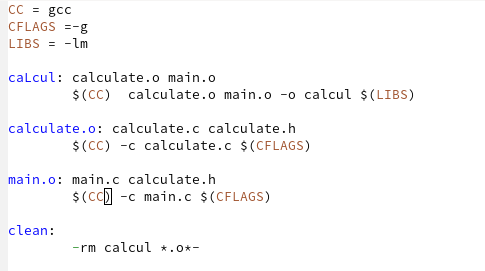 CC = gcc
CFLAGS =-g
LIBS = -lm
caLcul: calculate.o main.o
$(CC)  calculate.o main.o -o calcul $(LIBS)
calculate.o: calculate.c calculate.h
$(CC) -c calculate.c $(CFLAGS)
main.o: main.c calculate.h
$(CC) -c main.c $(CFLAGS)
clean:
-rm calcul *.o*~